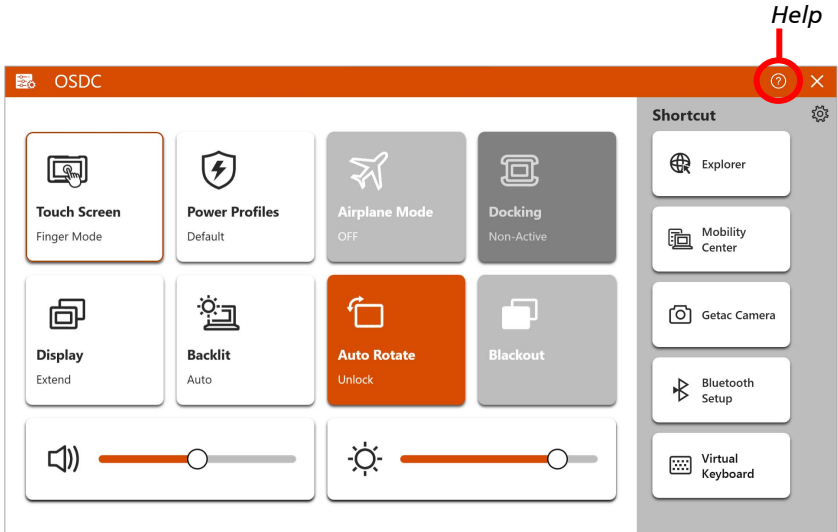 Help
OSDC
Shortcut
Touch Screen
Finger Mode
Power Profiles
Default
Airplane Mode
OFF
Docking
Non-Active
Display
Extend
Backlit
Auto
Auto Rotate
Unlock
Blackout
Explorer
Mobility
Center
Getac Camera
Bluetooth
Setup
Virtual
Keyboard